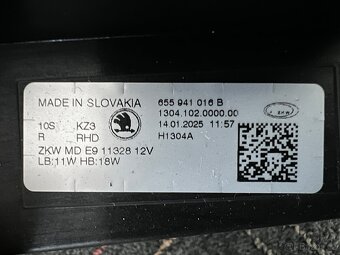 MADE IN SLOVAKIA 655 941 016 B
1304.102.0000.00
10S KZ3 14.01.2025 11:57
R RHD H1304A
ZKW MD E9 11328 12V
LB:11W HB:18W